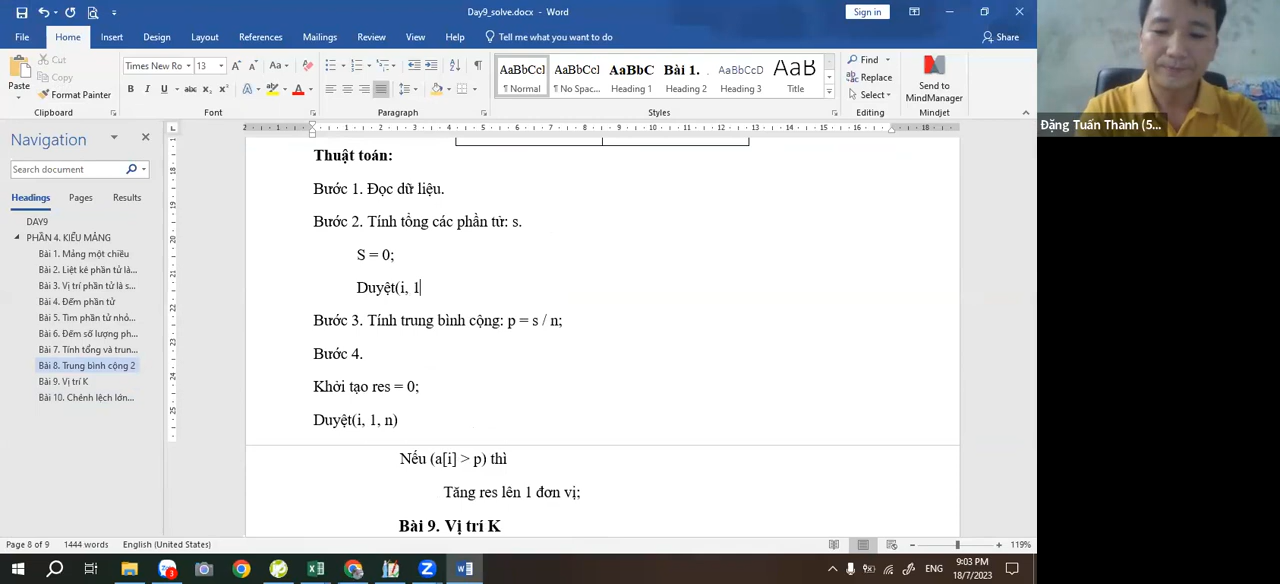 Day9_solve.docx - Word
Sign in
File Home Insert Design Layout References Mailings Review View Help Tell me what you want to do Share
Paste Cut Copy Format Painter Clipboard
Times New Ro 13 Font
Paragraph
AaBbCcl AaBbCcl AaBbC Bài 1. AaBbCcD AaB
¶ Normal ¶ No Spac... Heading 1 Heading 2 Heading 3 Title
Styles
Find Replace Select Editing
Send to MindManager Mindjet
Đặng Tuấn Thành (5...
Navigation
Search document
Headings Pages Results
DAY9
PHẦN 4. KIỂU MẢNG
Bài 1. Mảng một chiều
Bài 2. Liệt kê phần tử là...
Bài 3. Vị trí phần tử là s...
Bài 4. Đếm phần tử
Bài 5. Tìm phần tử nhỏ...
Bài 6. Đếm số lượng ph...
Bài 7. Tính tổng và trun...
Bài 8. Trung bình cộng 2
Bài 9. Vị trí K
Bài 10. Chênh lệch lớn...
Thuật toán:
Bước 1. Đọc dữ liệu.
Bước 2. Tính tổng các phần tử: s.
S = 0;
Duyệt(i, 1
Bước 3. Tính trung bình cộng: p = s / n;
Bước 4.
Khởi tạo res = 0;
Duyệt(i, 1, n)
Nếu (a[i] > p) thì
Tăng res lên 1 đơn vị;
Bài 9. Vị trí K
Page 8 of 9 1444 words English (United States) 119%
ENG 9:03 PM
18/7/2023